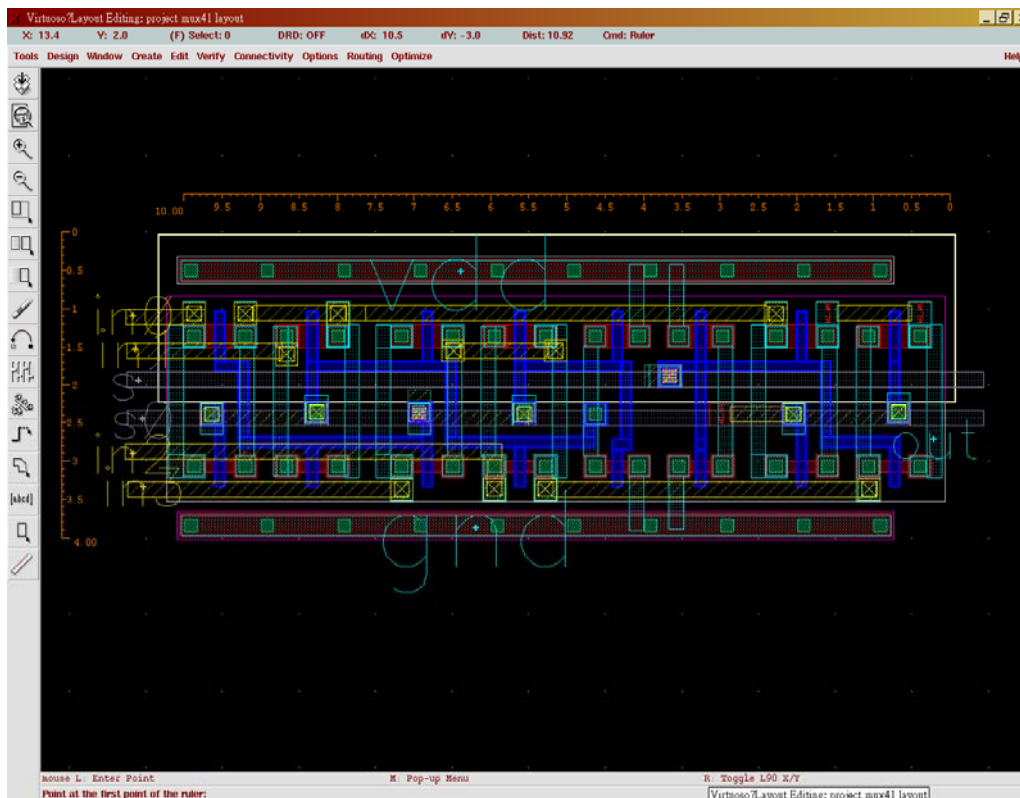 Virtuoso?Layout Editing: project mux41 layout
X: 13.4 Y: 2.0 (F) Select: 0 DRD: OFF dX: 10.5 dY: -3.0 Dist: 10.92 Cmd: Ruler
Tools Design Window Create Edit Verify Connectivity Options Routing Optimize Help
10.00 9.5 9 8.5 8 7.5 7 6.5 6 5.5 5 4.5 4 3.5 3 2.5 2 1.5 1 0.5 0
0
0.5
vdd
1
in0
1.5
in1
s1
2
s0
2.5
out
in2
3
in3
3.5
gnd
4.00
[abcd]
mouse L: Enter Point M: Pop-up Menu R: Toggle L90 X/Y
Point at the first point of the ruler:
Virtuoso?Layout Editing: project mux41 layout